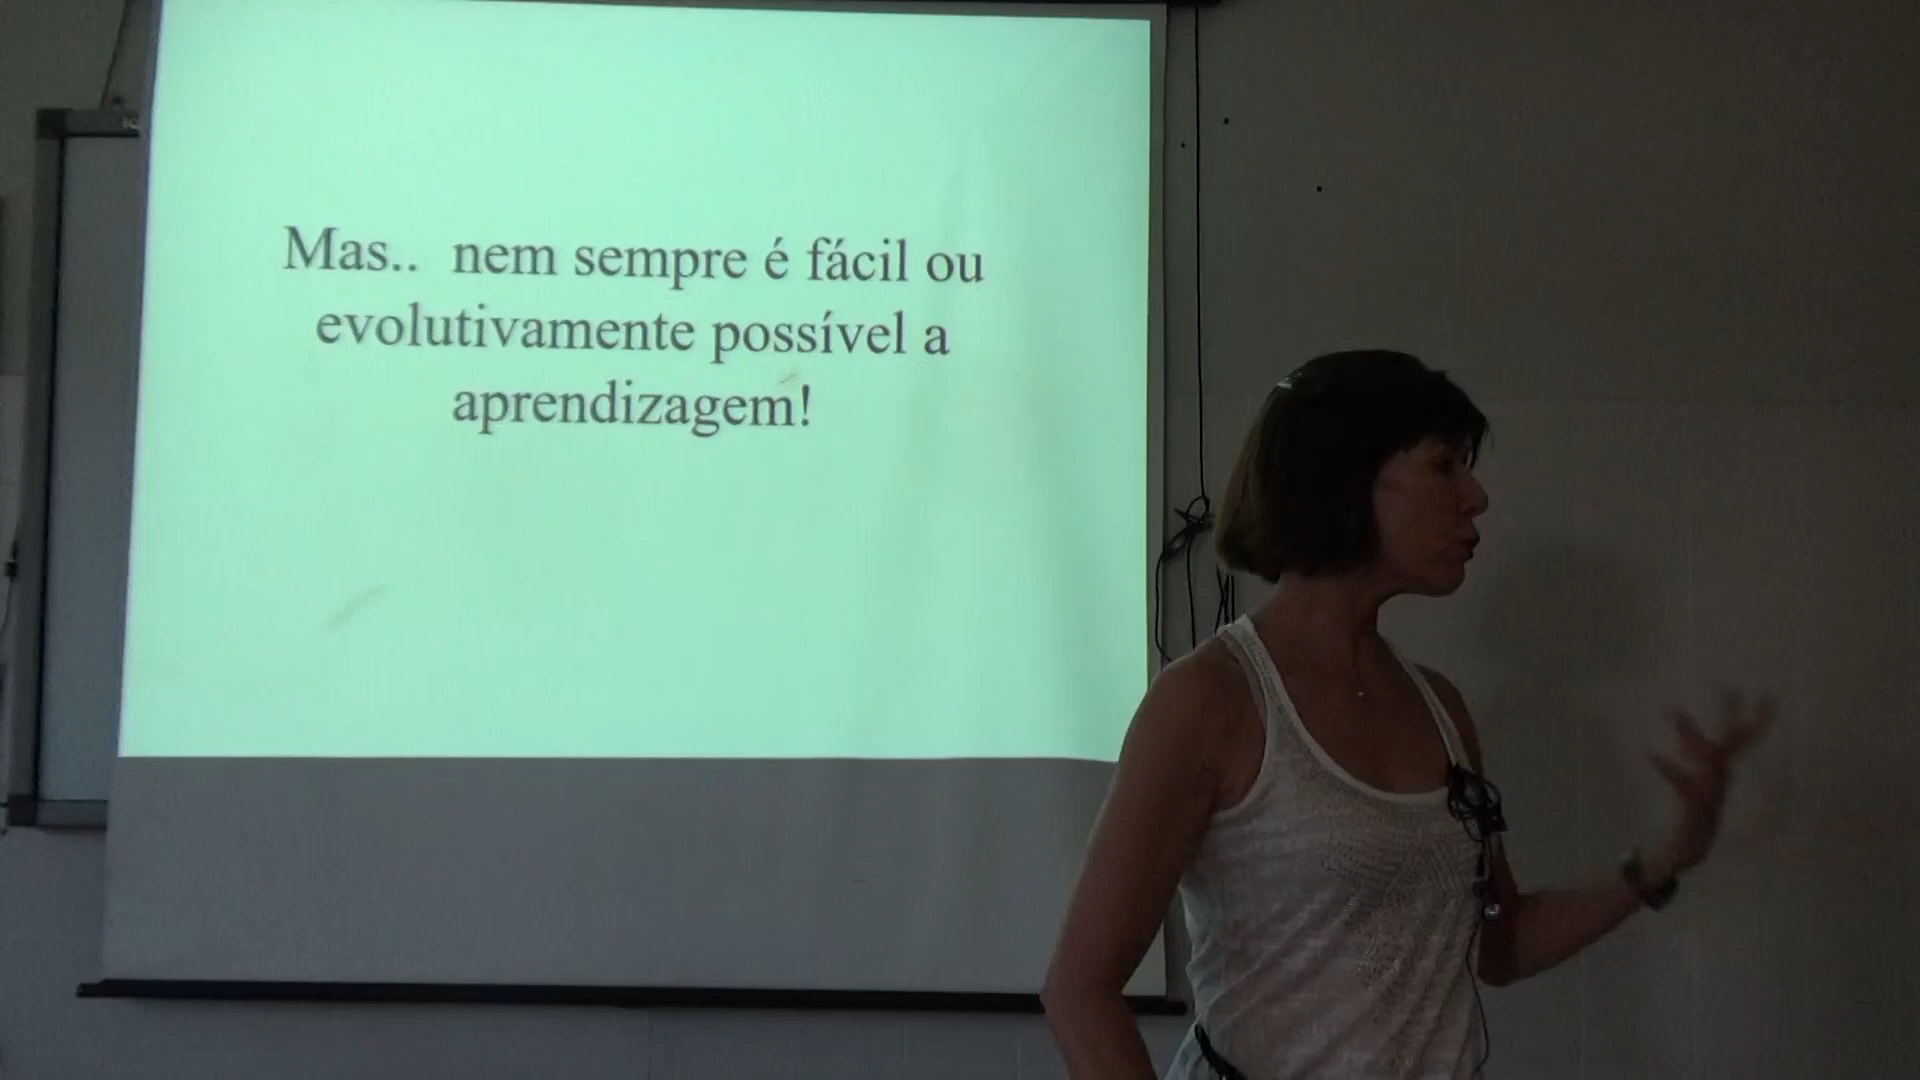 Mas.. nem sempre é fácil ou
evolutivamente possível a
aprendizagem!